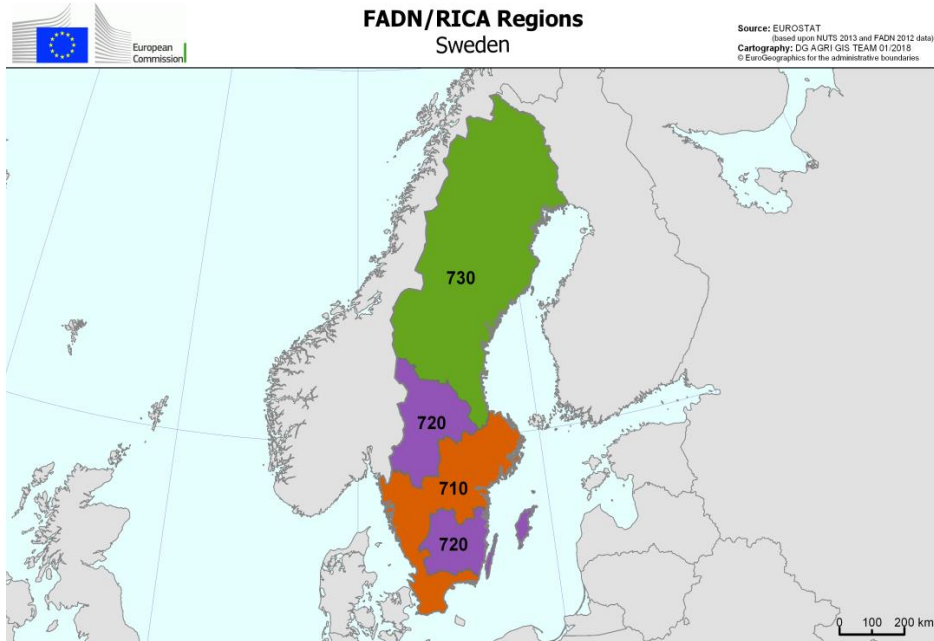 European
Commission
FADN/RICA Regions
Sweden
Source: EUROSTAT
(based upon NUTS 2013 and FADN 2012 data)
Cartography: DG AGRI GIS TEAM 01/2018
© EuroGeographics for the administrative boundaries
730
720
710
720
0 100 200 km